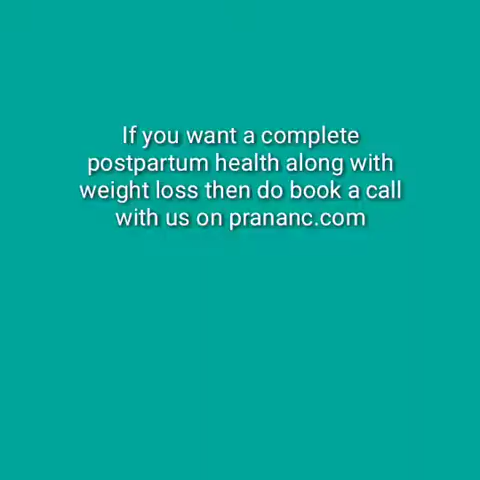 If you want a complete
postpartum health along with
weight loss then do book a call
with us on prananc.com